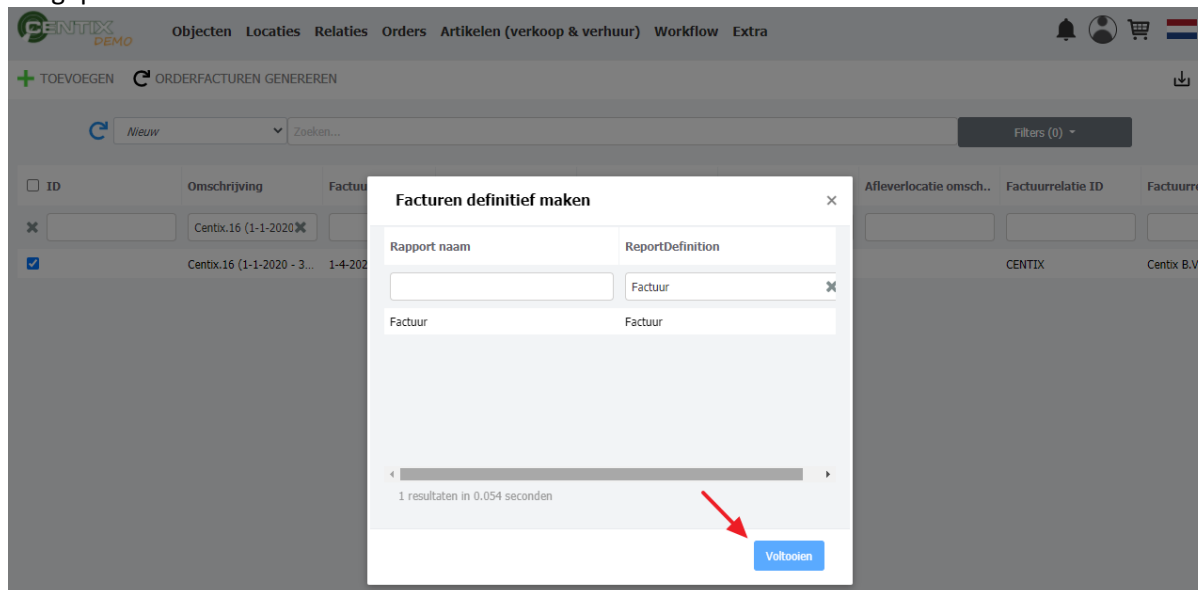 CENTIX DEMO
Objecten Locaties Relaties Orders Artikelen (verkoop & verhuur) Workflow Extra
TOEVOEGEN ORDERFACTUREN GENEREREN
Nieuw Zoeken... Filters (0)
ID Omschrijving Factuu Afleverlocatie omsch.. Factuurrelatie ID Factuurr
Centix.16 (1-1-2020
Centix.16 (1-1-2020 - 3... 1-4-202 CENTIX Centix B.V
Facturen definitief maken
Rapport naam ReportDefinition
Factuur
Factuur Factuur
1 resultaten in 0.054 seconden
Voltooien